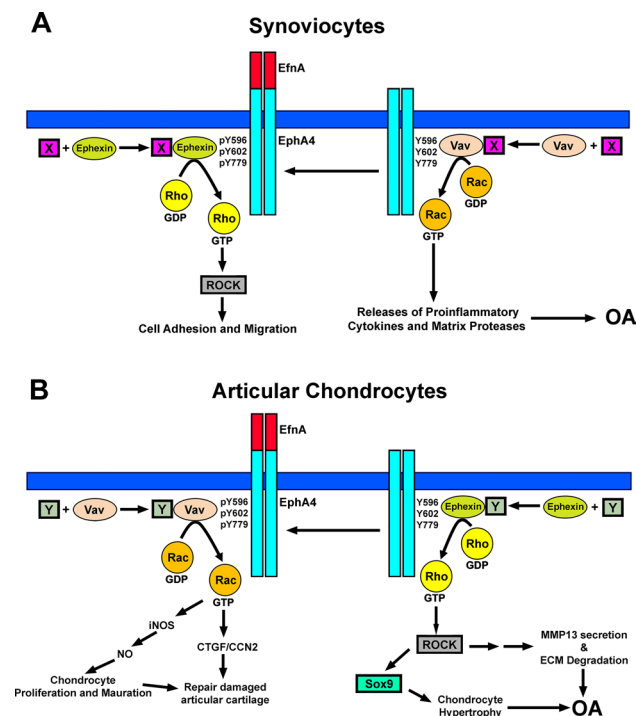 A
Synoviocytes
EfnA
X + Ephexin
X Ephexin
pY596
pY602
pY779
EphA4
Y596
Y602
Y779
Vav X
Vav + X
Rho
GDP
Rho
GTP
ROCK
Cell Adhesion and Migration
Rac
GDP
Rac
GTP
Releases of Proinflammatory
Cytokines and Matrix Proteases
OA
B
Articular Chondrocytes
EfnA
Y + Vav
Y Vav
pY596
pY602
pY779
EphA4
Y596
Y602
Y779
Ephexin Y
Ephexin + Y
Rac
GDP
Rac
GTP
iNOS
NO
Chondrocyte
Proliferation and Mauration
CTGF/CCN2
Repair damaged
articular cartilage
Rho
GDP
Rho
GTP
ROCK
MMP13 secretion
&
ECM Degradation
Sox9
Chondrocyte
Hypertrophy
OA